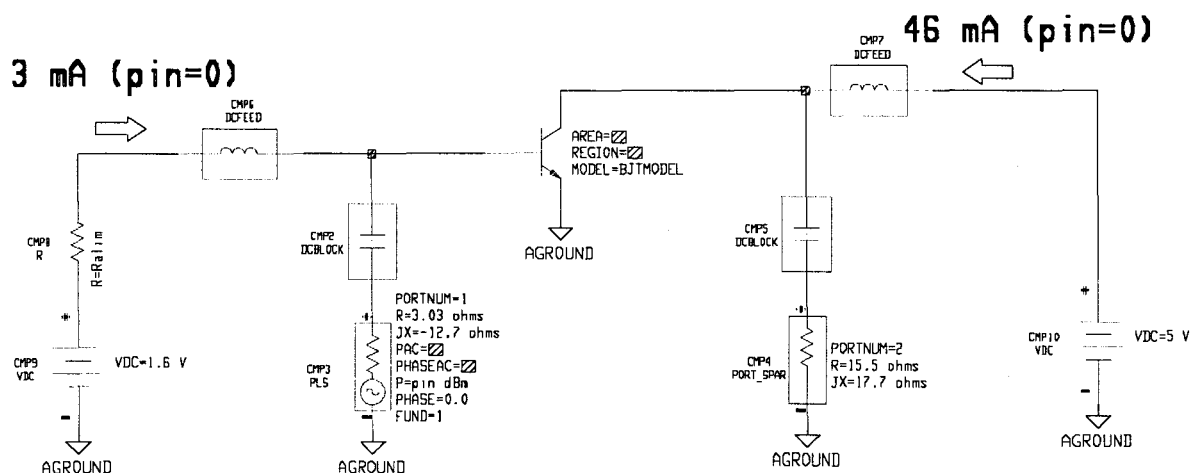 46 mA (pin=0)
3 mA (pin=0)
CMP7
DCFEED
CMP6
DCFEED
AREA=
REGION=
MODEL=BJTMODEL
AGROUND
CMP8
R
R=Ralim
CMP2
DCBLOCK
CMP5
DCBLOCK
+
PORTNUM=1
R=3.03 ohms
JX=-12.7 ohms
PAC=
PHASEAC=
P=pin dBm
PHASE=0.0
FUND=1
+
CMP3
PLS
-
+
CMP4
PORT_SPAR
-
PORTNUM=2
R=15.5 ohms
JX=17.7 ohms
CMP9
VDC
VDC=1.6 V
-
+
CMP10
VDC
VDC=5 V
-
AGROUND
AGROUND
AGROUND
AGROUND